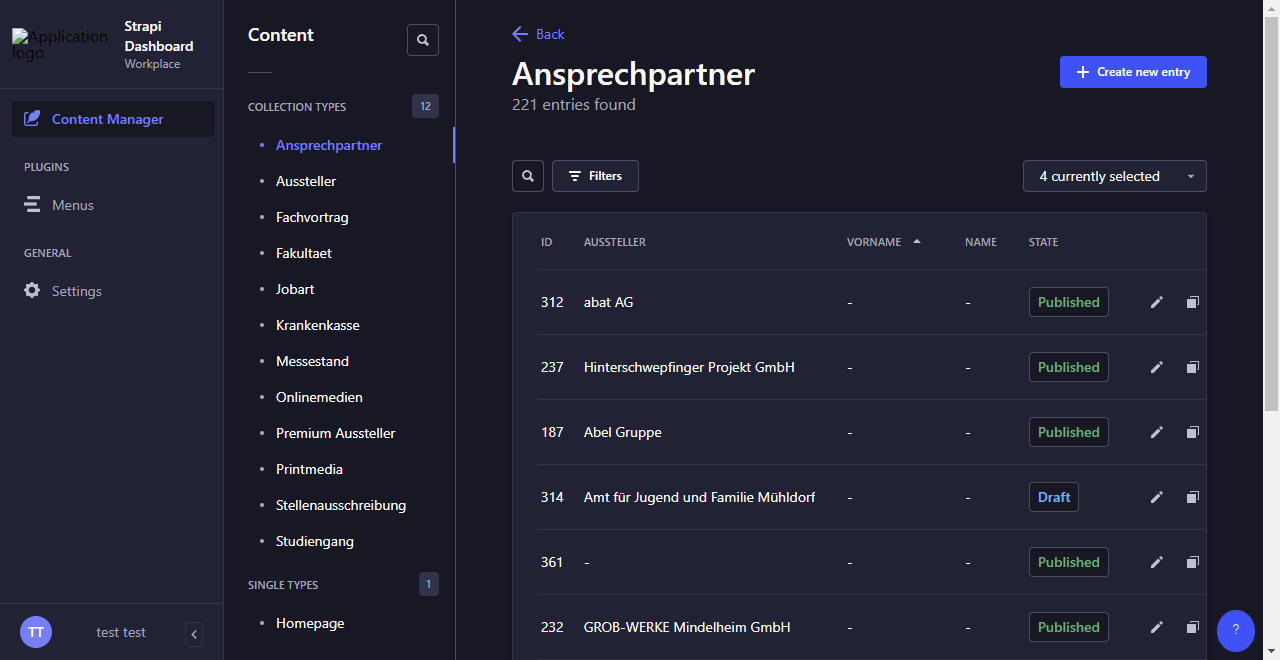 Application logo
Strapi Dashboard
Workplace
Content Manager
PLUGINS
Menus
GENERAL
Settings
TT
test test
Content
COLLECTION TYPES
12
Ansprechpartner
Aussteller
Fachvortrag
Fakultaet
Jobart
Krankenkasse
Messestand
Onlinemedien
Premium Aussteller
Printmedia
Stellenausschreibung
Studiengang
SINGLE TYPES
1
Homepage
Back
Ansprechpartner
221 entries found
Create new entry
Filters
4 currently selected
ID AUSSTELLER VORNAME NAME STATE
312 abat AG - - Published
237 Hinterschwepfinger Projekt GmbH - - Published
187 Abel Gruppe - - Published
314 Amt für Jugend und Familie Mühldorf - - Draft
361 - - - Published
232 GROB-WERKE Mindelheim GmbH - - Published
?